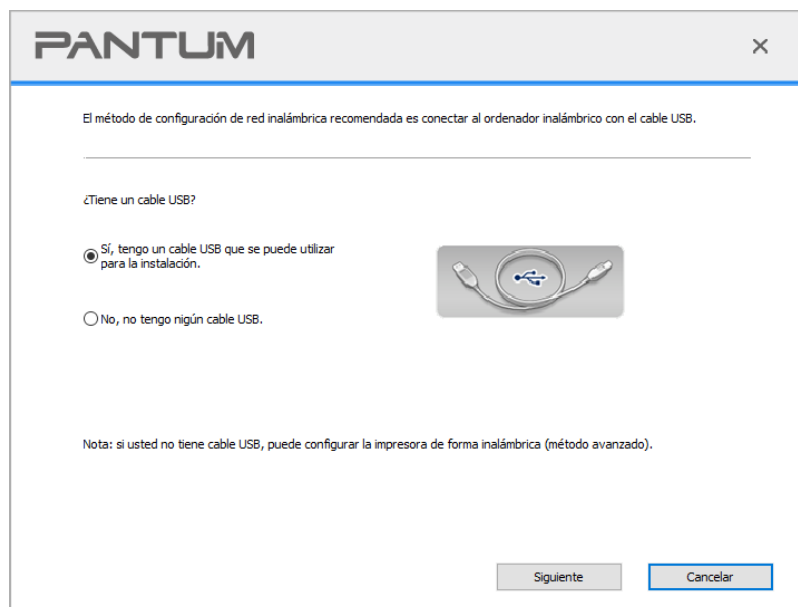 PANTUM
El método de configuración de red inalámbrica recomendada es conectar al ordenador inalámbrico con el cable USB.
¿Tiene un cable USB?
Sí, tengo un cable USB que se puede utilizar
para la instalación.
No, no tengo nigún cable USB.
Nota: si usted no tiene cable USB, puede configurar la impresora de forma inalámbrica (método avanzado).
Siguiente
Cancelar